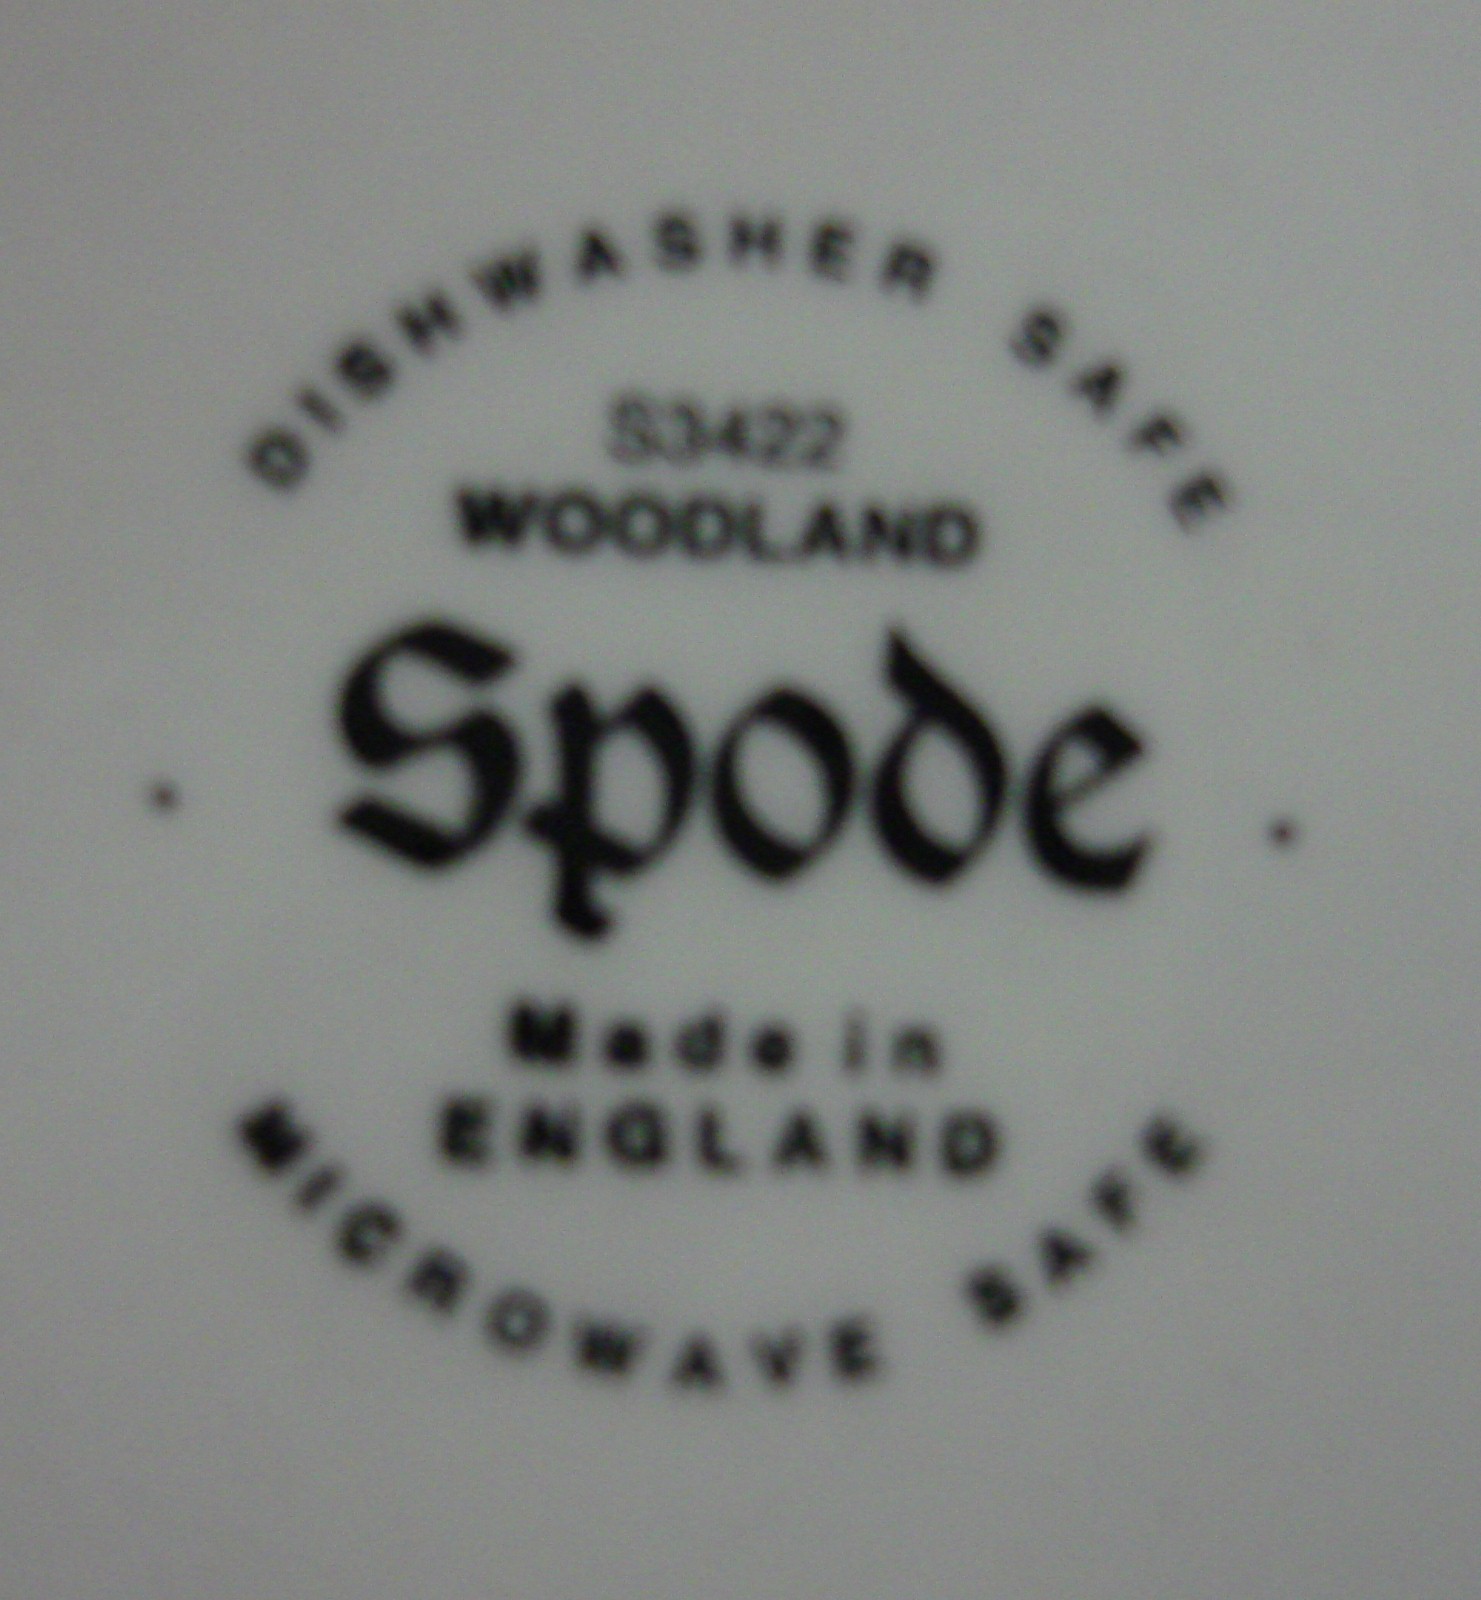 DISHWASHER SAFE
S3422
WOODLAND
Spode
Made in
ENGLAND
MICROWAVE SAFE